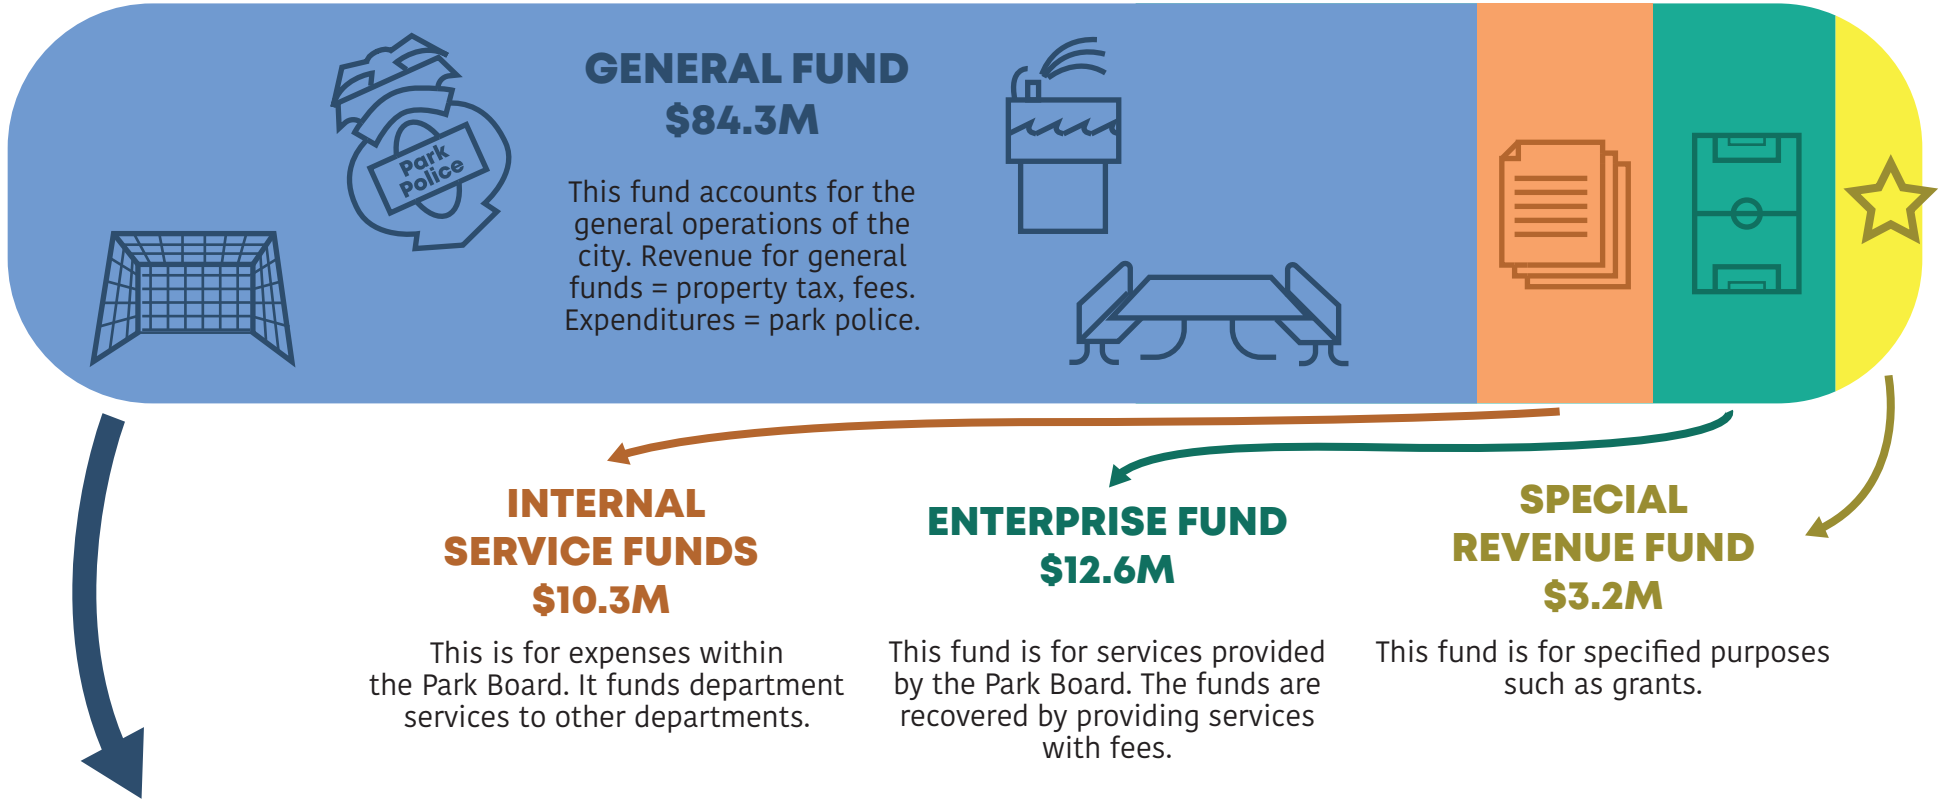 Park
Police
GENERAL FUND
$84.3M
This fund accounts for the
general operations of the
city. Revenue for general
funds = property tax, fees.
Expenditures = park police.
INTERNAL
SERVICE FUNDS
$10.3M
This is for expenses within
the Park Board. It funds department
services to other departments.
ENTERPRISE FUND
$12.6M
This fund is for services provided
by the Park Board. The funds are
recovered by providing services
with fees.
SPECIAL
REVENUE FUND
$3.2M
This fund is for specified purposes
such as grants.